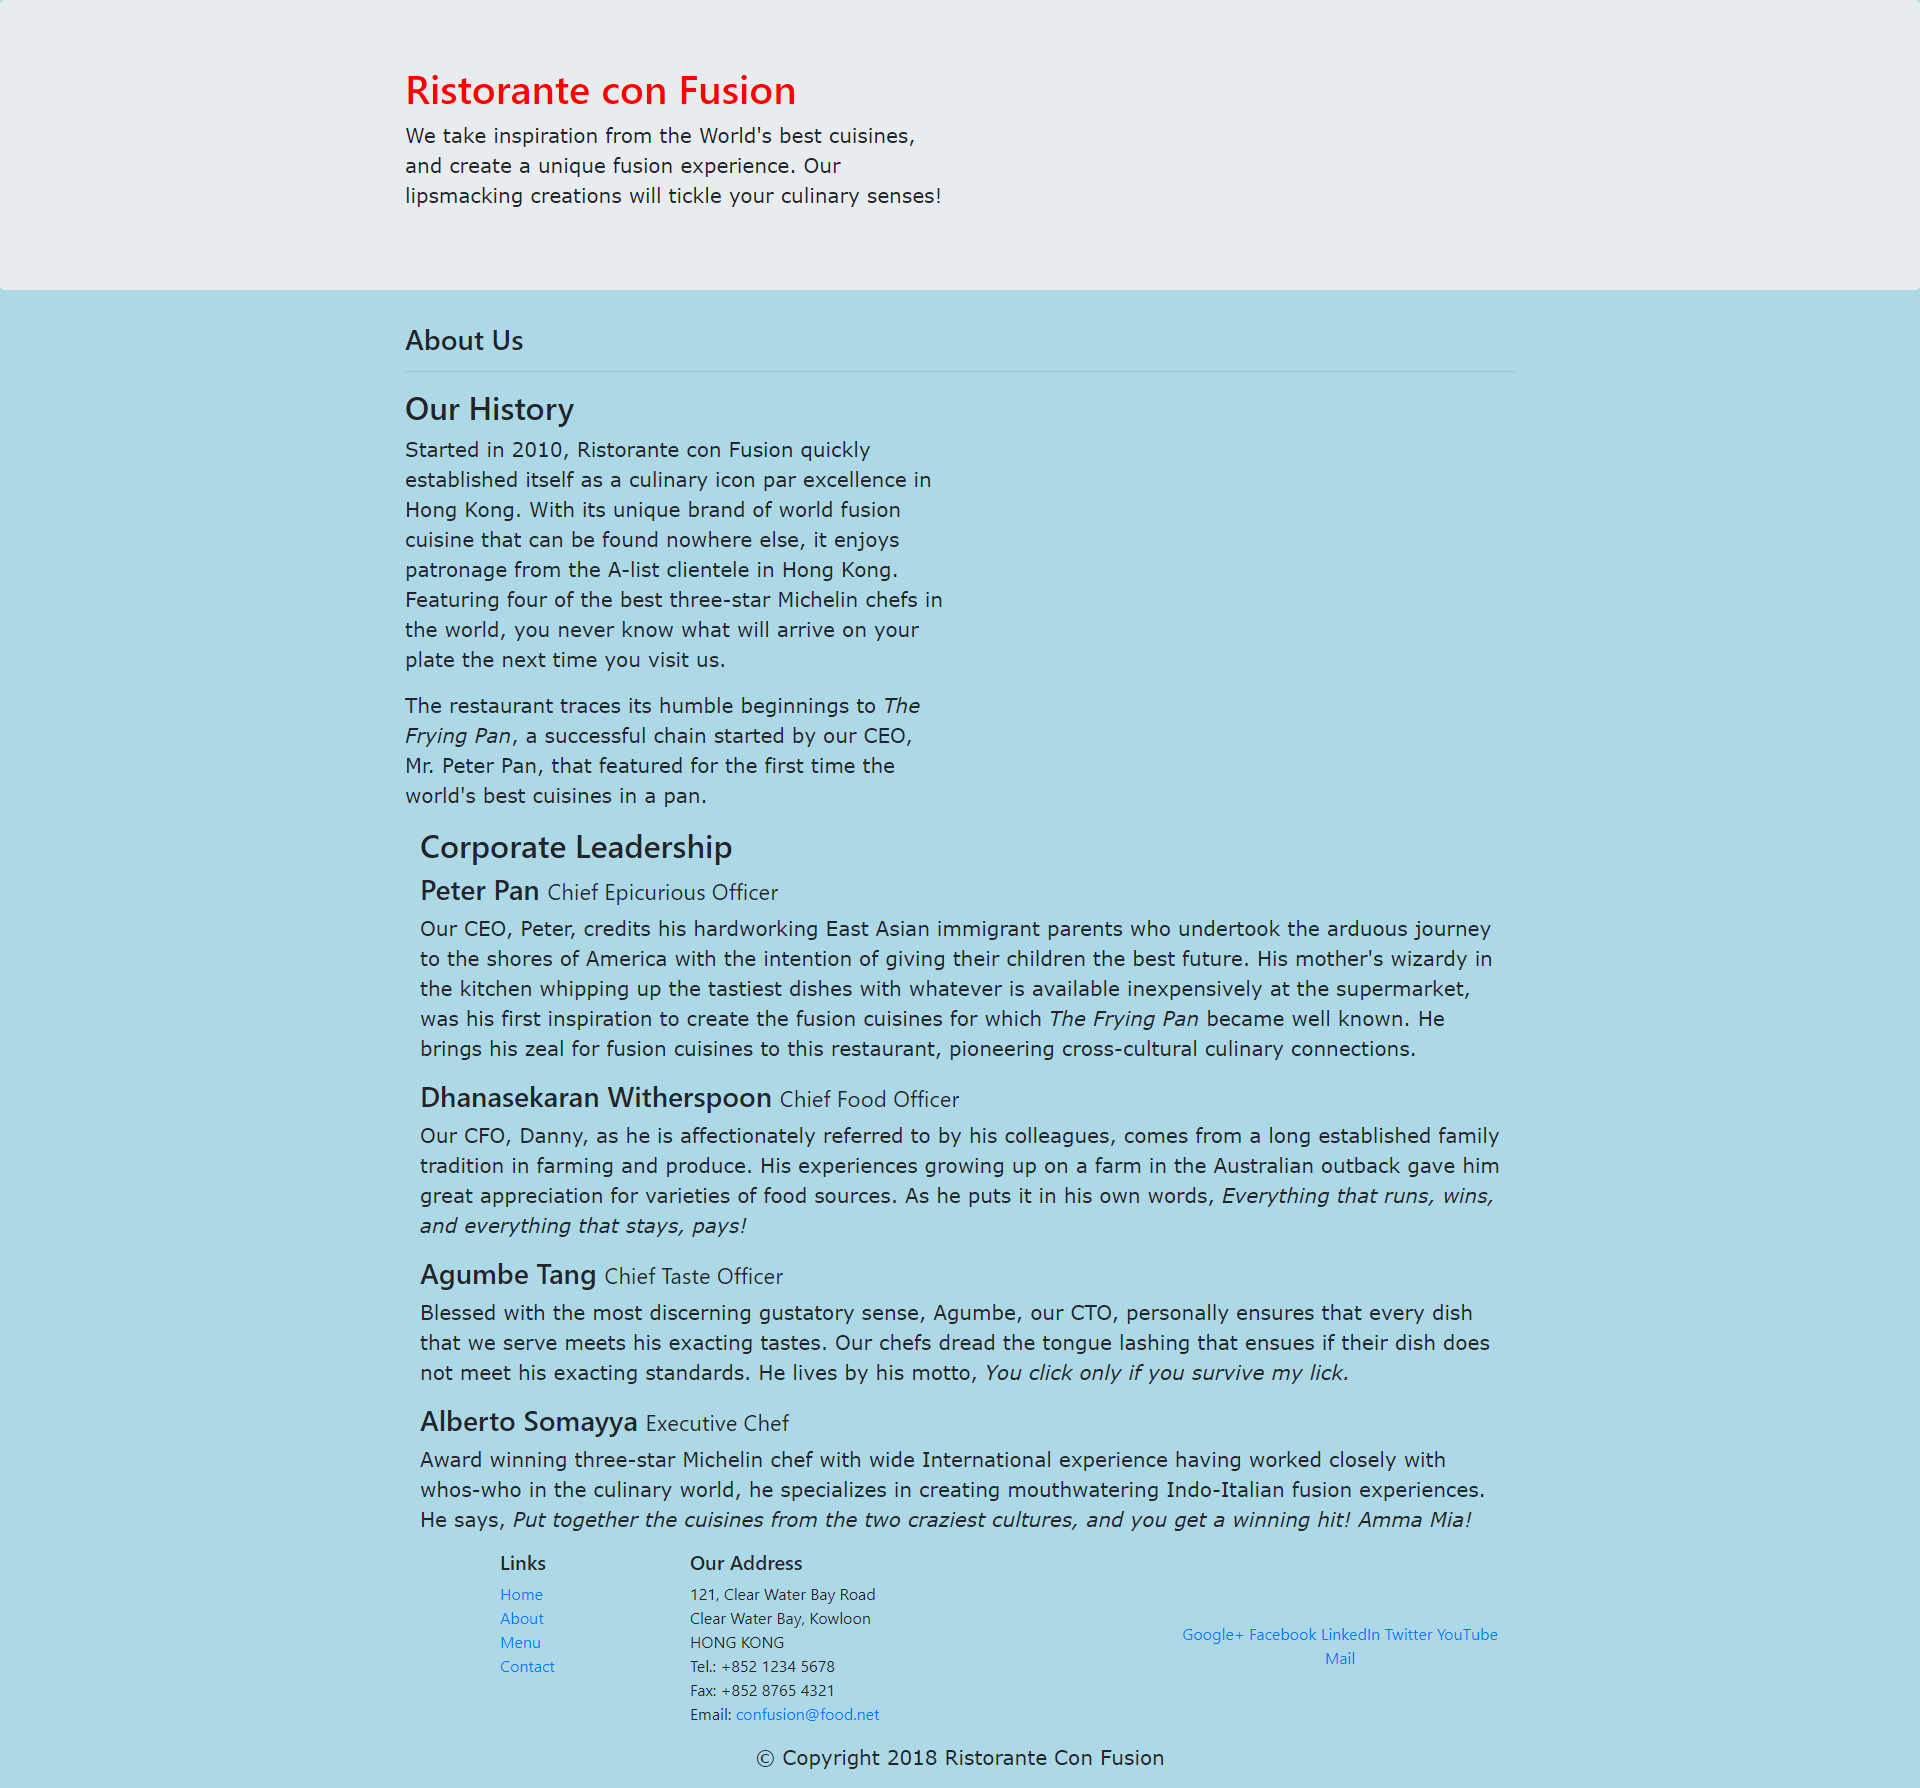 Ristorante con Fusion
We take inspiration from the World's best cuisines,
and create a unique fusion experience. Our
lipsmacking creations will tickle your culinary senses!
About Us
Our History
Started in 2010, Ristorante con Fusion quickly
established itself as a culinary icon par excellence in
Hong Kong. With its unique brand of world fusion
cuisine that can be found nowhere else, it enjoys
patronage from the A-list clientele in Hong Kong.
Featuring four of the best three-star Michelin chefs in
the world, you never know what will arrive on your
plate the next time you visit us.
The restaurant traces its humble beginnings to The
Frying Pan, a successful chain started by our CEO,
Mr. Peter Pan, that featured for the first time the
world's best cuisines in a pan.
Corporate Leadership
Peter Pan Chief Epicurious Officer
Our CEO, Peter, credits his hardworking East Asian immigrant parents who undertook the arduous journey
to the shores of America with the intention of giving their children the best future. His mother's wizardy in
the kitchen whipping up the tastiest dishes with whatever is available inexpensively at the supermarket,
was his first inspiration to create the fusion cuisines for which The Frying Pan became well known. He
brings his zeal for fusion cuisines to this restaurant, pioneering cross-cultural culinary connections.
Dhanasekaran Witherspoon Chief Food Officer
Our CFO, Danny, as he is affectionately referred to by his colleagues, comes from a long established family
tradition in farming and produce. His experiences growing up on a farm in the Australian outback gave him
great appreciation for varieties of food sources. As he puts it in his own words, Everything that runs, wins,
and everything that stays, pays!
Agumbe Tang Chief Taste Officer
Blessed with the most discerning gustatory sense, Agumbe, our CTO, personally ensures that every dish
that we serve meets his exacting tastes. Our chefs dread the tongue lashing that ensues if their dish does
not meet his exacting standards. He lives by his motto, You click only if you survive my lick.
Alberto Somayya Executive Chef
Award winning three-star Michelin chef with wide International experience having worked closely with
whos-who in the culinary world, he specializes in creating mouthwatering Indo-Italian fusion experiences.
He says, Put together the cuisines from the two craziest cultures, and you get a winning hit! Amma Mia!
Links
Home
About
Menu
Contact
Our Address
121, Clear Water Bay Road
Clear Water Bay, Kowloon
HONG KONG
Tel.: +852 1234 5678
Fax: +852 8765 4321
Email: confusion@food.net
Google+ Facebook LinkedIn Twitter YouTube
Mail
© Copyright 2018 Ristorante Con Fusion